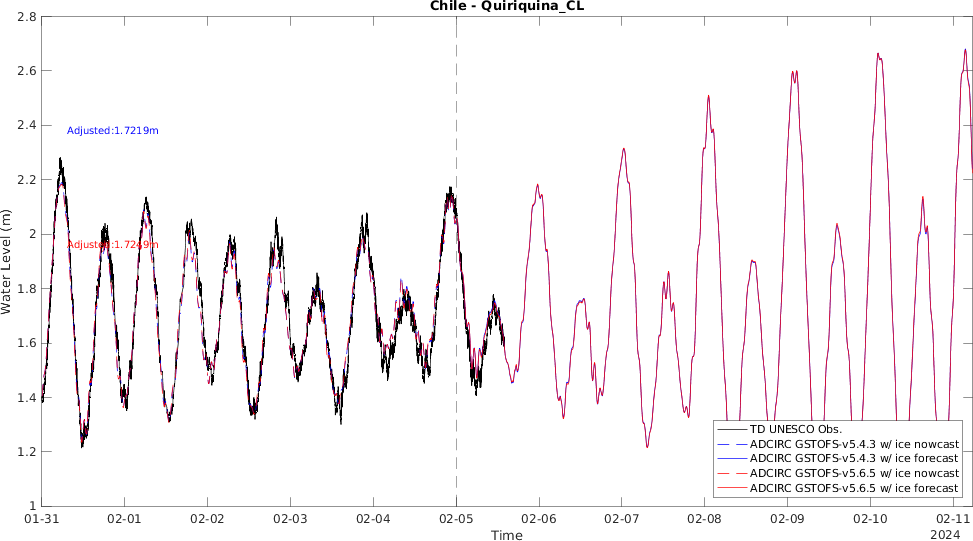 Chile - Quiriquina_CL
2.8
2.6
2.4
2.2
2
1.8
1.6
1.4
1.2
1
Water Level (m)
Adjusted:1.7219m
Adjusted:1.7249m
TD UNESCO Obs.
ADCIRC GSTOFS-v5.4.3 w/ ice nowcast
ADCIRC GSTOFS-v5.4.3 w/ ice forecast
ADCIRC GSTOFS-v5.6.5 w/ ice nowcast
ADCIRC GSTOFS-v5.6.5 w/ ice forecast
01-31 02-01 02-02 02-03 02-04 02-05 02-06 02-07 02-08 02-09 02-10 02-11
Time
2024